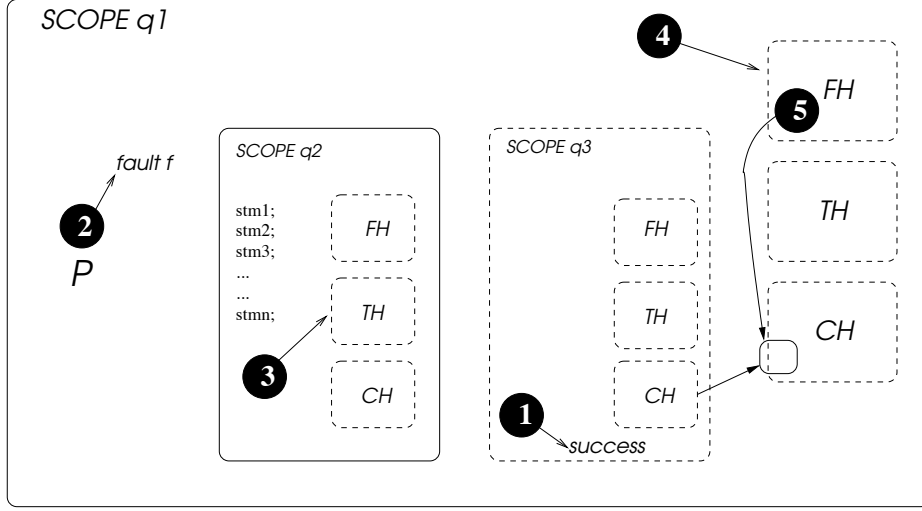 SCOPE q1
4
FH
5
fault f
2
P
SCOPE q2
stm1;
stm2;
stm3;
...
...
stmn;
FH
TH
CH
3
SCOPE q3
FH
TH
CH
1
success
TH
CH